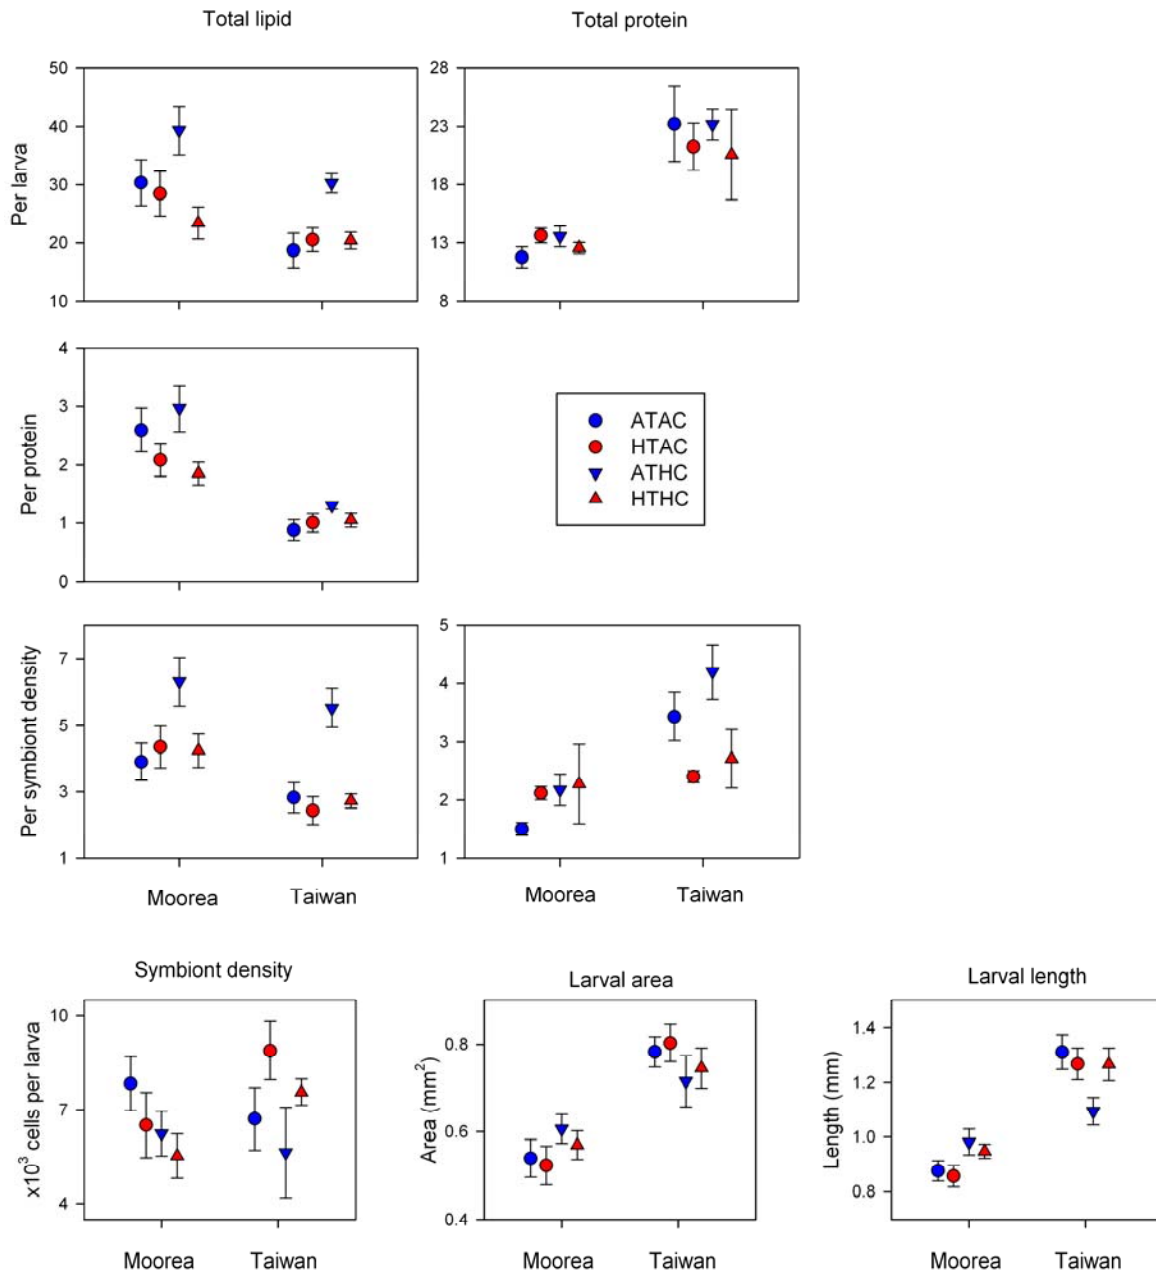 Total lipid
Total protein
Per larva
50
40
30
20
10
28
23
18
13
8
Per protein
4
3
2
1
0
ATAC
HTAC
ATHC
HTHC
Per symbiont density
7
5
3
1
5
4
3
2
1
Moorea
Taiwan
Moorea
Taiwan
Symbiont density
Larval area
Larval length
x10³ cells per larva
10
7
4
Area (mm²)
0.8
0.6
0.4
Length (mm)
1.4
1.2
1.0
0.8
Moorea
Taiwan
Moorea
Taiwan
Moorea
Taiwan